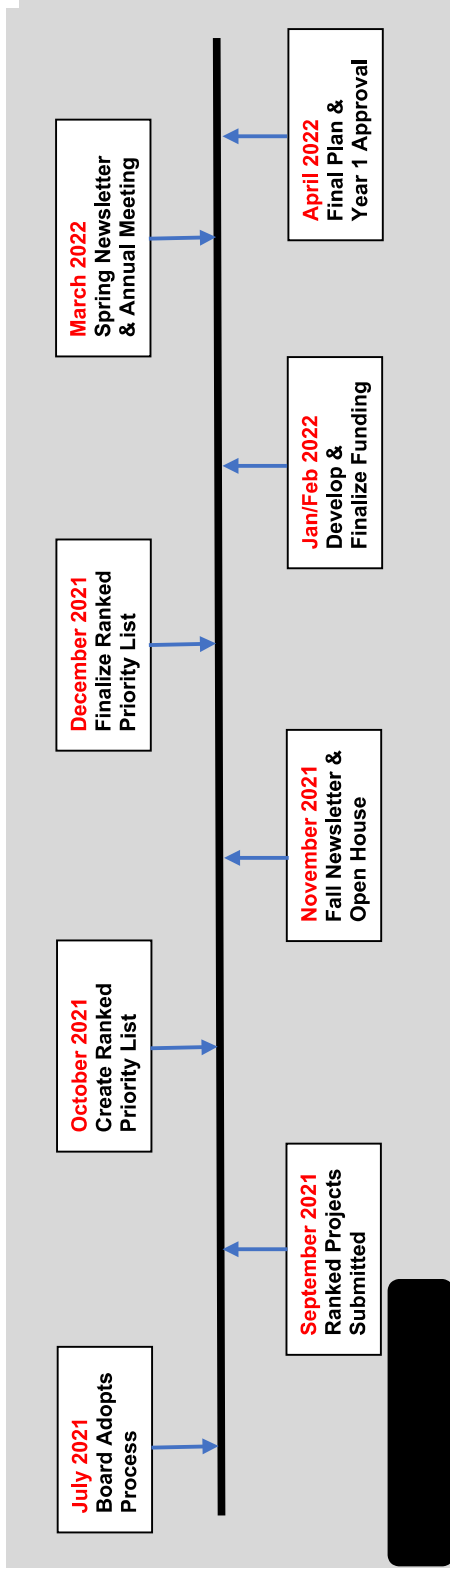 July 2021
Board Adopts
Process
September 2021
Ranked Projects
Submitted
October 2021
Create Ranked
Priority List
November 2021
Fall Newsletter &
Open House
December 2021
Finalize Ranked
Priority List
Jan/Feb 2022
Develop &
Finalize Funding
March 2022
Spring Newsletter
& Annual Meeting
April 2022
Final Plan &
Year 1 Approval